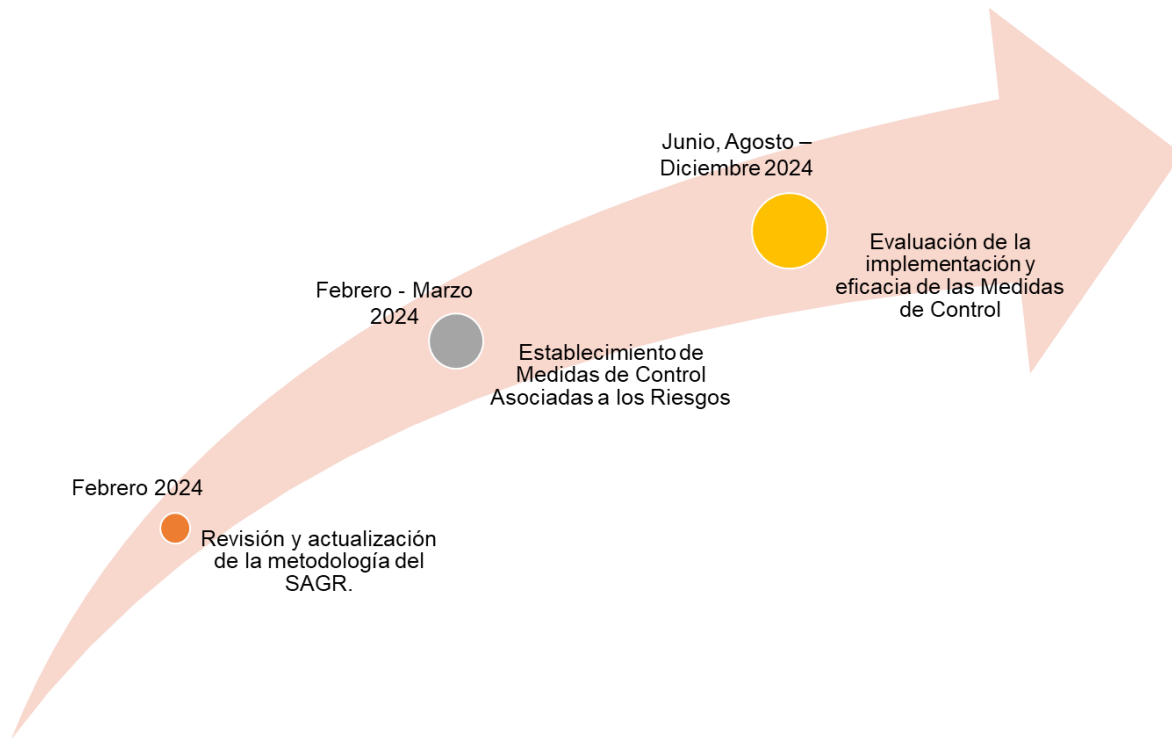 Junio, Agosto –
Diciembre 2024
Evaluación de la
implementación y
eficacia de las Medidas
de Control
Febrero - Marzo
2024
Establecimiento de
Medidas de Control
Asociadas a los Riesgos
Febrero 2024
Revisión y actualización
de la metodología del
SAGR.